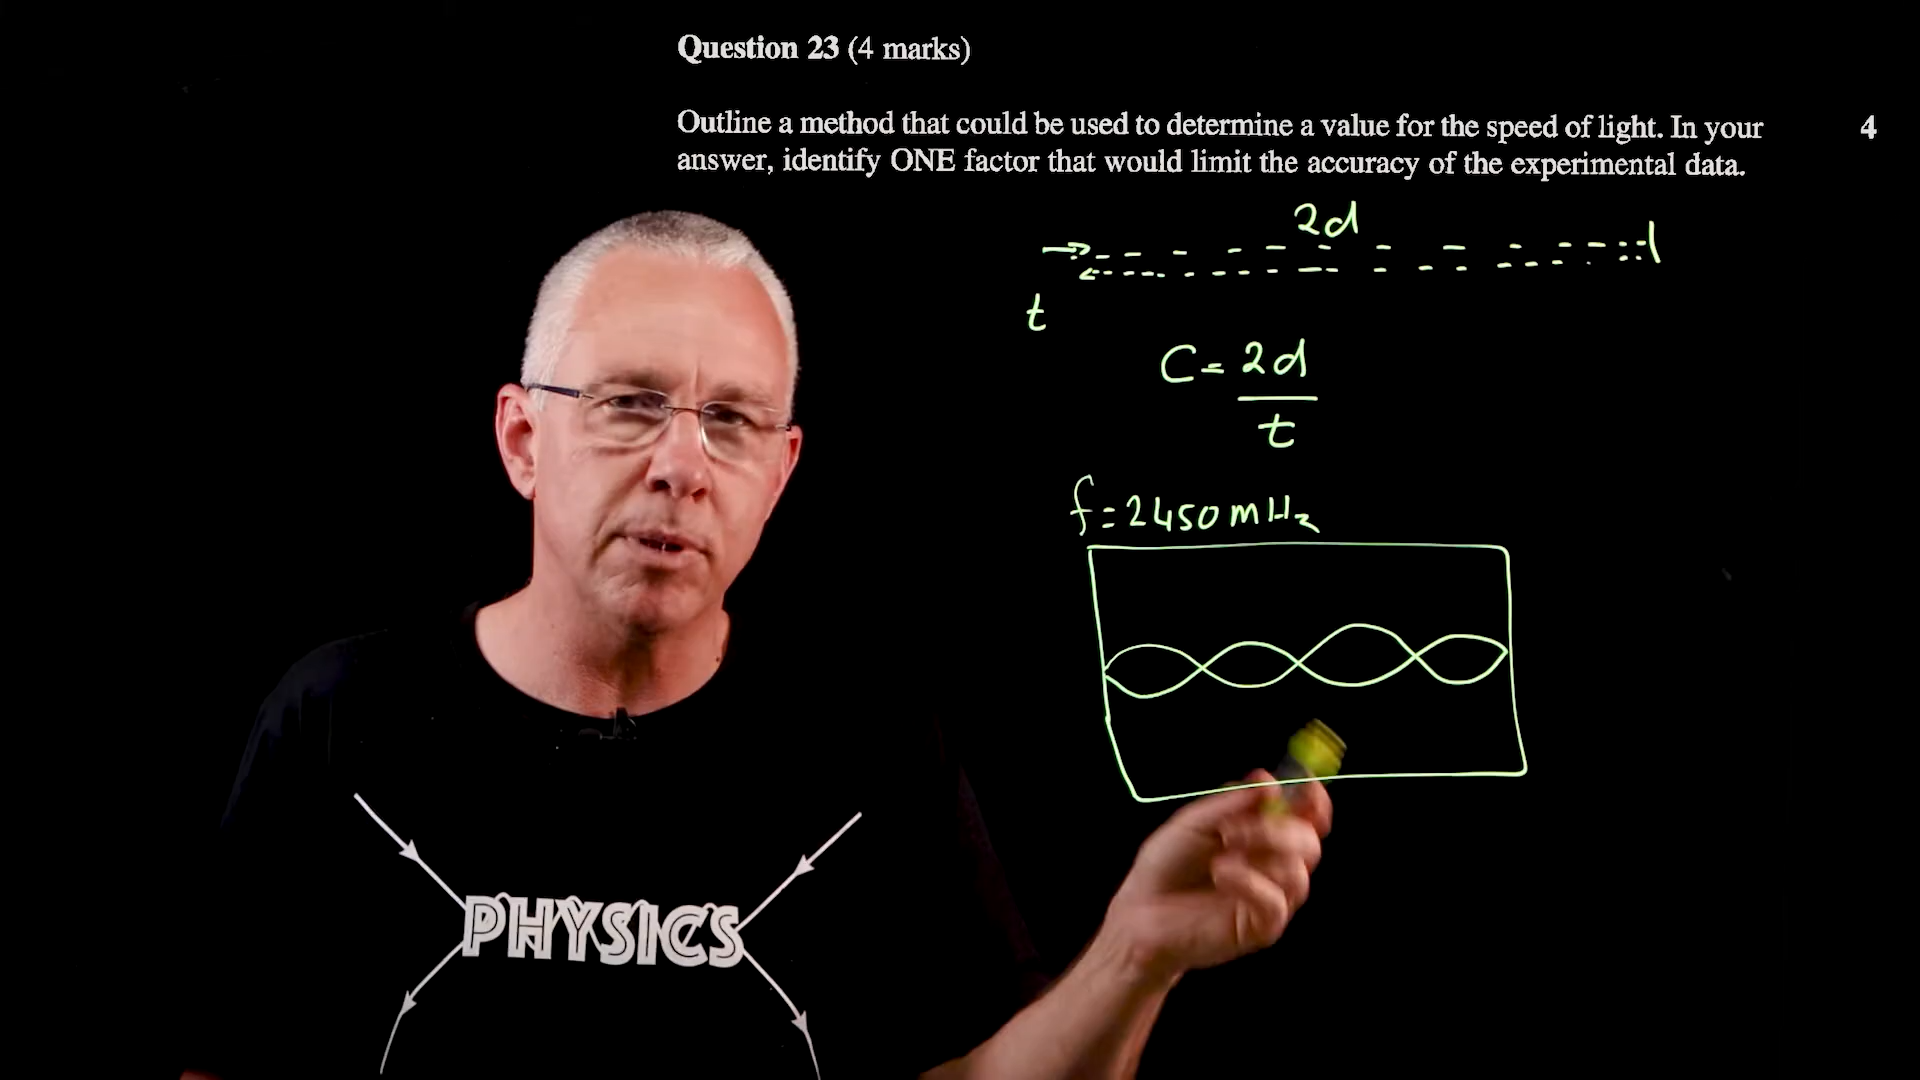 Question 23 (4 marks)
Outline a method that could be used to determine a value for the speed of light. In your 4
answer, identify ONE factor that would limit the accuracy of the experimental data.
2d
t
C = 2d
t
f = 2450 mHz
PHYSICS